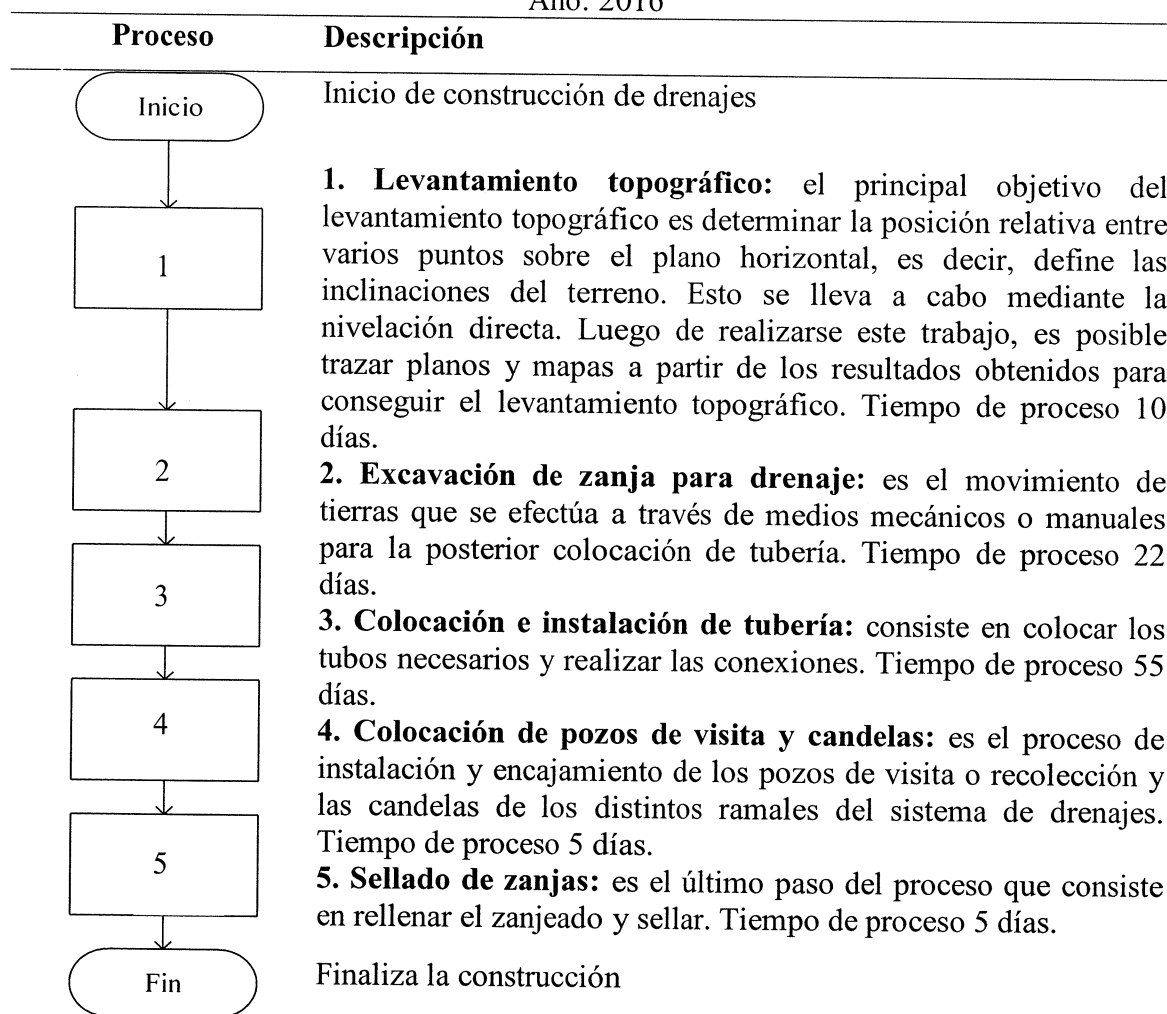 Año: 2016
Proceso Descripción
Inicio
Inicio de construcción de drenajes
1
1. Levantamiento topográfico: el principal objetivo del
levantamiento topográfico es determinar la posición relativa entre
varios puntos sobre el plano horizontal, es decir, define las
inclinaciones del terreno. Esto se lleva a cabo mediante la
nivelación directa. Luego de realizarse este trabajo, es posible
trazar planos y mapas a partir de los resultados obtenidos para
conseguir el levantamiento topográfico. Tiempo de proceso 10
días.
2
2. Excavación de zanja para drenaje: es el movimiento de
tierras que se efectúa a través de medios mecánicos o manuales
para la posterior colocación de tubería. Tiempo de proceso 22
días.
3
3. Colocación e instalación de tubería: consiste en colocar los
tubos necesarios y realizar las conexiones. Tiempo de proceso 55
días.
4
4. Colocación de pozos de visita y candelas: es el proceso de
instalación y encajamiento de los pozos de visita o recolección y
las candelas de los distintos ramales del sistema de drenajes.
Tiempo de proceso 5 días.
5
5. Sellado de zanjas: es el último paso del proceso que consiste
en rellenar el zanjeado y sellar. Tiempo de proceso 5 días.
Fin
Finaliza la construcción